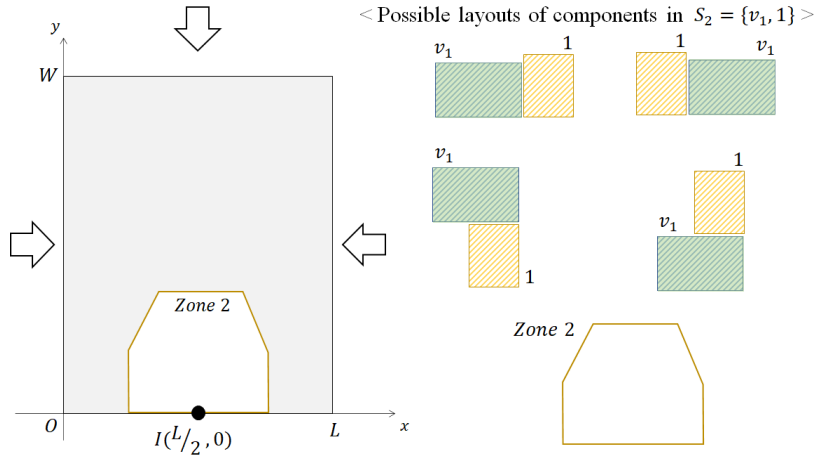 y
W
Zone 2
O
I(L/2, 0)
L
x
< Possible layouts of components in S₂ = {v₁, 1} >
v₁
1
1
v₁
v₁
1
1
v₁
Zone 2